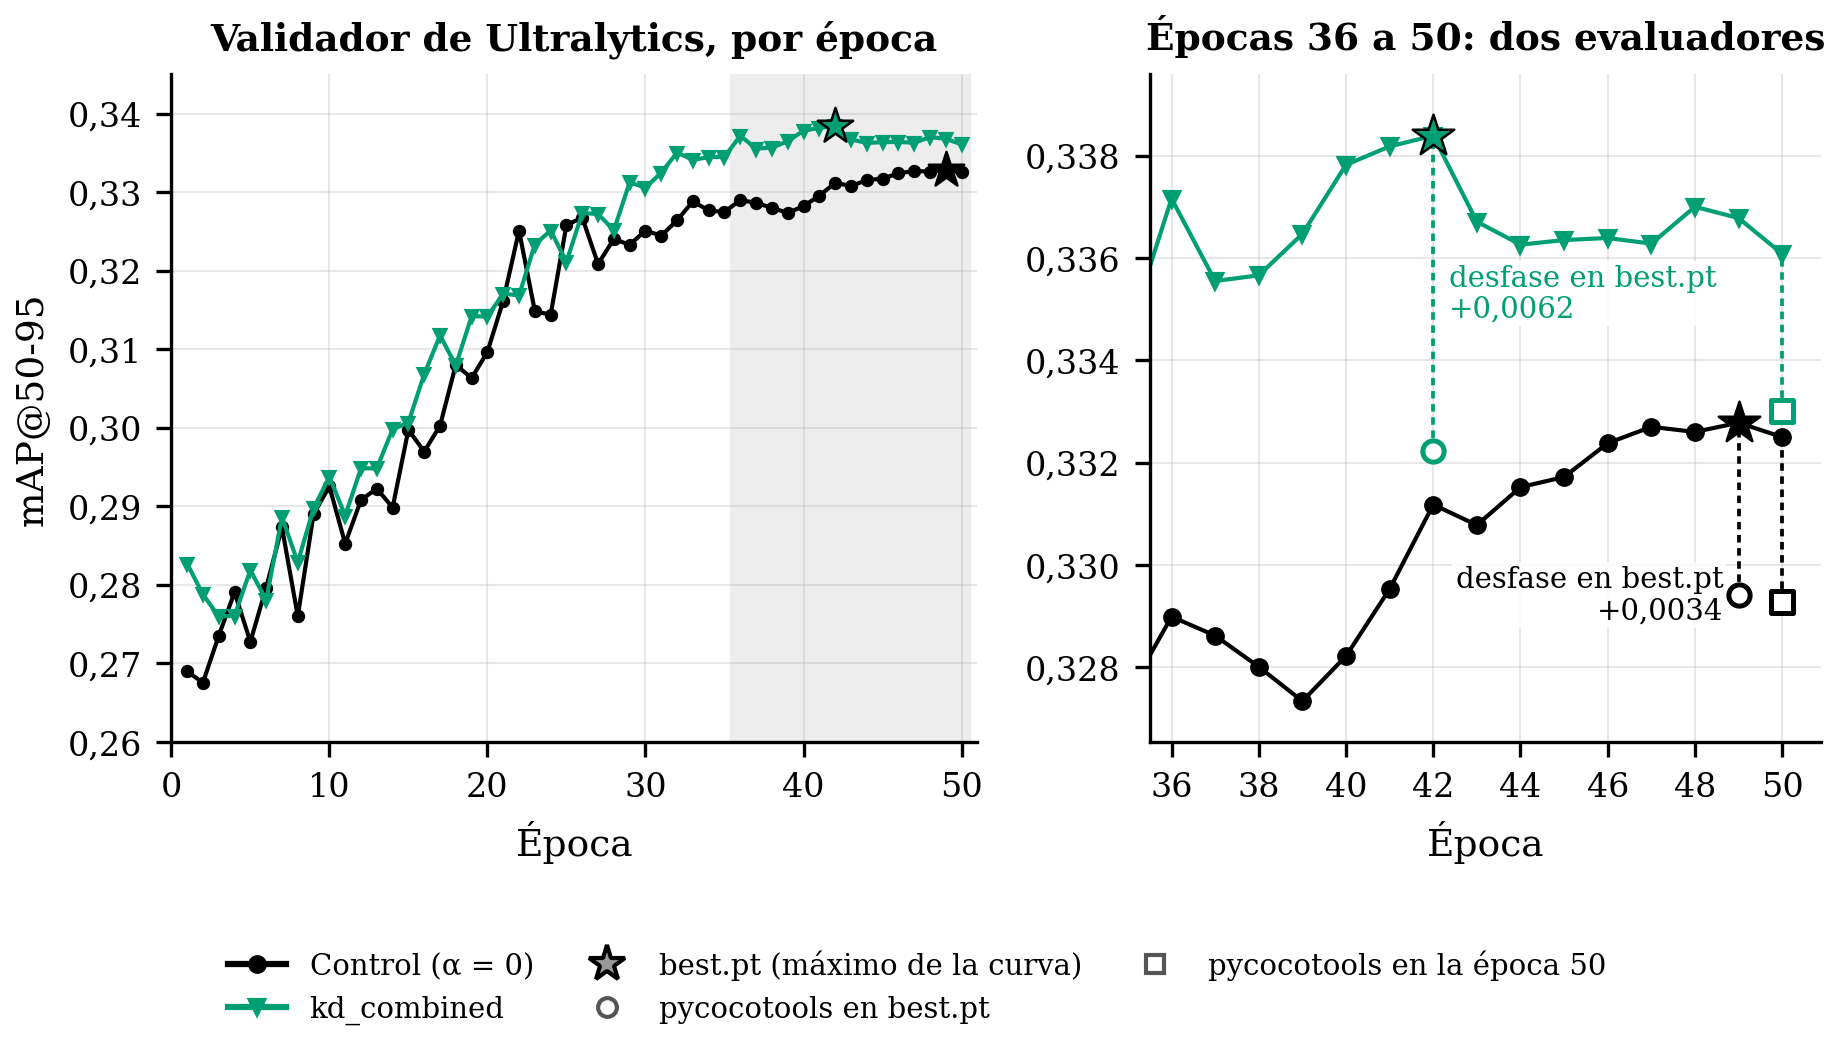 Validador de Ultralytics, por época
mAP@50-95
0,34
0,33
0,32
0,31
0,30
0,29
0,28
0,27
0,26
0 10 20 30 40 50
Época
Épocas 36 a 50: dos evaluadores
0,338
0,336
0,334
0,332
0,330
0,328
desfase en best.pt
+0,0062
desfase en best.pt
+0,0034
36 38 40 42 44 46 48 50
Época
Control (α = 0)
kd_combined
best.pt (máximo de la curva)
pycocotools en best.pt
pycocotools en la época 50